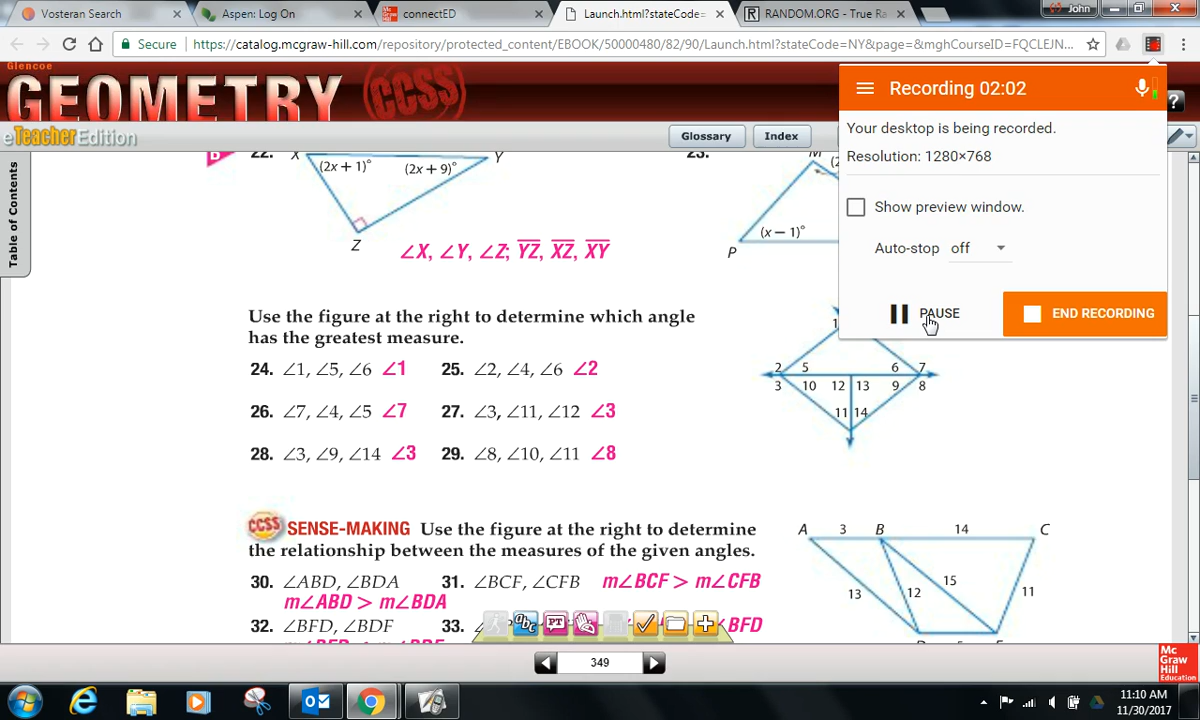 Vosteran Search
Aspen: Log On
connectED
Launch.html?stateCode=
RANDOM.ORG - True Ra
John
Secure
https://catalog.mcgraw-hill.com/repository/protected_content/EBOOK/50000480/82/90/Launch.html?stateCode=NY&page=&mghCourseID=FQCLEJN...
Glencoe
GEOMETRY
CCSS
eTeacherEdition
Glossary
Index
?
Table of Contents
Recording 02:02
Your desktop is being recorded.
Resolution: 1280×768
Show preview window.
Auto-stop off
PAUSE
END RECORDING
B 22. X Y
(2x + 1)° (2x + 9)°
Z
∠X, ∠Y, ∠Z; YZ, XZ, XY
23. M (2
(x − 1)°
P
Use the figure at the right to determine which angle
has the greatest measure.
24. ∠1, ∠5, ∠6 ∠1 25. ∠2, ∠4, ∠6 ∠2
26. ∠7, ∠4, ∠5 ∠7 27. ∠3, ∠11, ∠12 ∠3
28. ∠3, ∠9, ∠14 ∠3 29. ∠8, ∠10, ∠11 ∠8
1
2 5 6 7
3 10 12 13 9 8
11 14
CCSS SENSE-MAKING Use the figure at the right to determine
the relationship between the measures of the given angles.
30. ∠ABD, ∠BDA 31. ∠BCF, ∠CFB m∠BCF > m∠CFB
m∠ABD > m∠BDA
32. ∠BFD, ∠BDF 33. ∠BFD
A 3 B 14 C
13 12 15 11
abc PT
349
Mc
Graw
Hill
Education
11:10 AM
11/30/2017